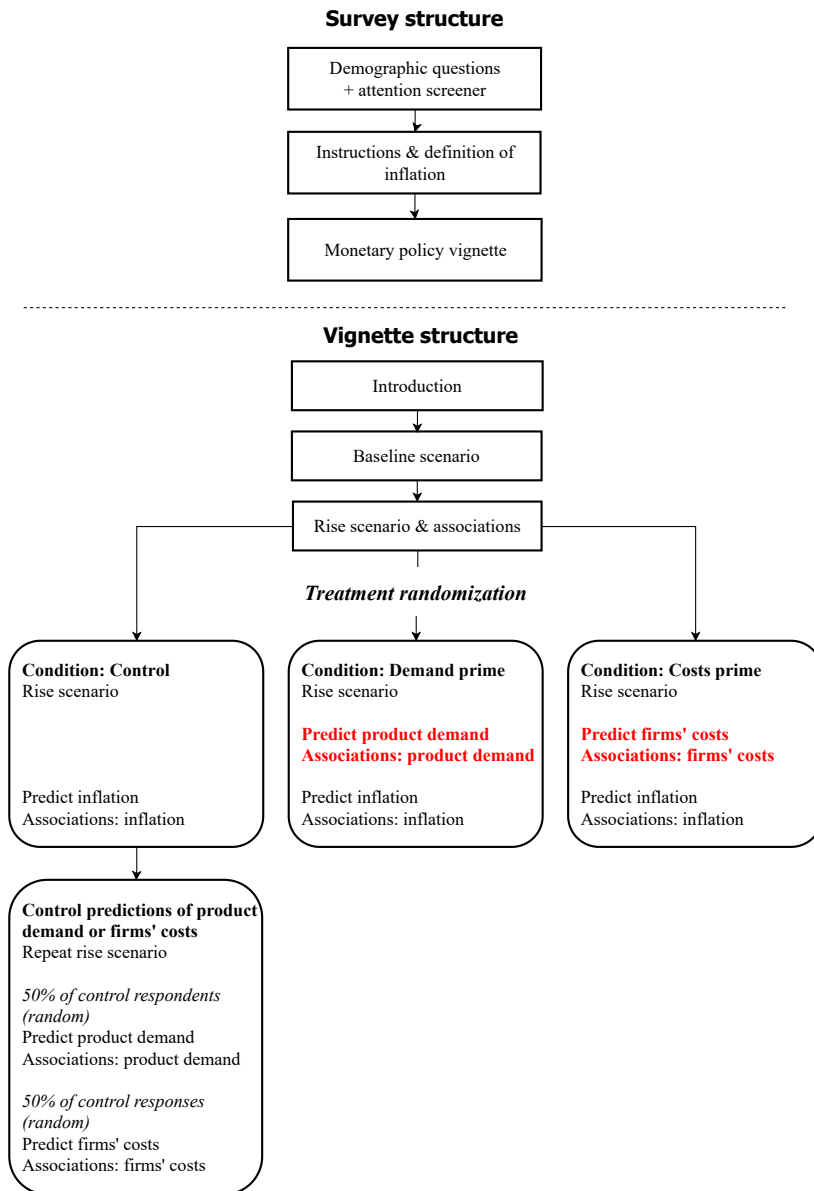 Survey structure
Demographic questions
+ attention screener
Instructions & definition of
inflation
Monetary policy vignette
Vignette structure
Introduction
Baseline scenario
Rise scenario & associations
Treatment randomization
Condition: Control
Rise scenario
Predict inflation
Associations: inflation
Condition: Demand prime
Rise scenario
Predict product demand
Associations: product demand
Predict inflation
Associations: inflation
Condition: Costs prime
Rise scenario
Predict firms' costs
Associations: firms' costs
Predict inflation
Associations: inflation
Control predictions of product
demand or firms' costs
Repeat rise scenario
50% of control respondents
(random)
Predict product demand
Associations: product demand
50% of control responses
(random)
Predict firms' costs
Associations: firms' costs